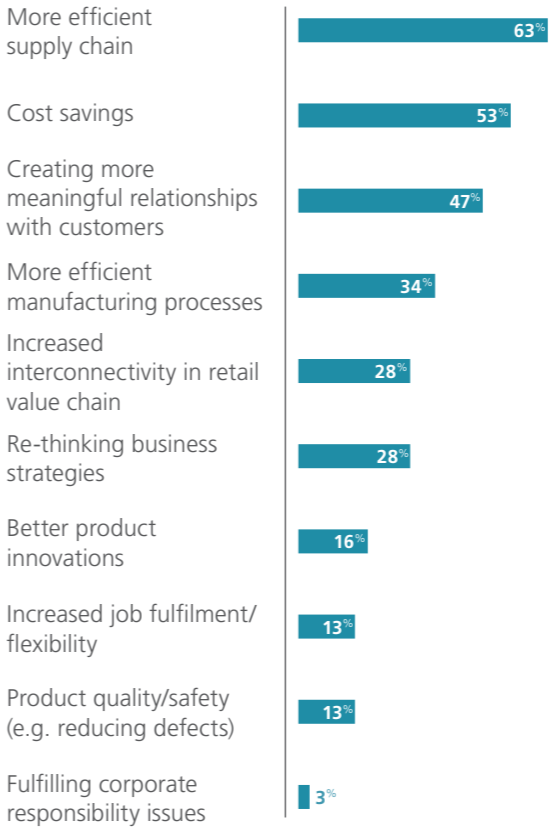 More efficient
supply chain
63%
Cost savings
53%
Creating more
meaningful relationships
with customers
47%
More efficient
manufacturing processes
34%
Increased
interconnectivity in retail
value chain
28%
Re-thinking business
strategies
28%
Better product
innovations
16%
Increased job fulfilment/
flexibility
13%
Product quality/safety
(e.g. reducing defects)
13%
Fulfilling corporate
responsibility issues
3%